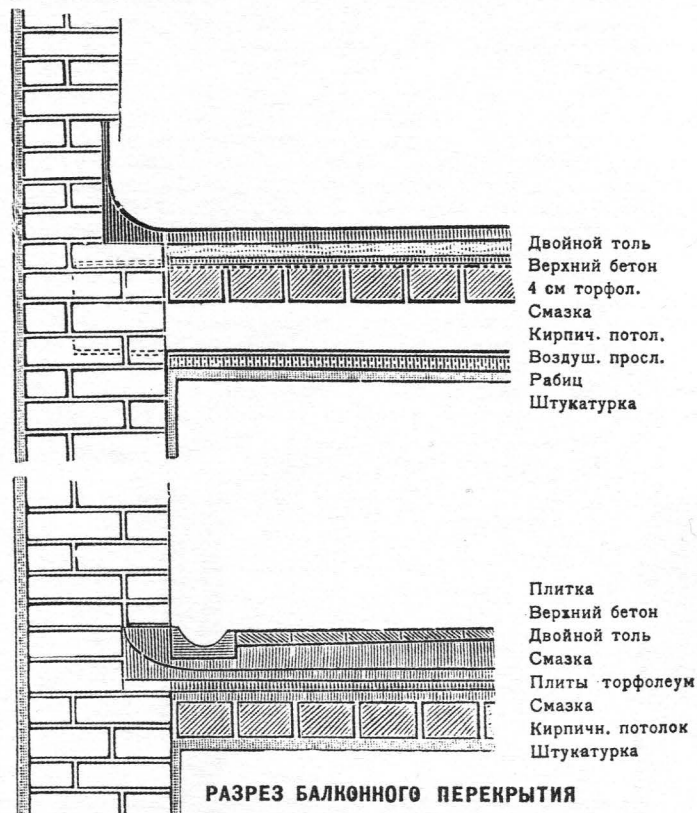 Двойной толь
Верхний бетон
4 см торфол.
Смазка
Кирпич. потол.
Воздуш. просл.
Рабиц
Штукатурка
Плитка
Верхний бетон
Двойной толь
Смазка
Плиты торфолеум
Смазка
Кирпичн. потолок
Штукатурка
РАЗРЕЗ БАЛКОННОГО ПЕРЕКРЫТИЯ